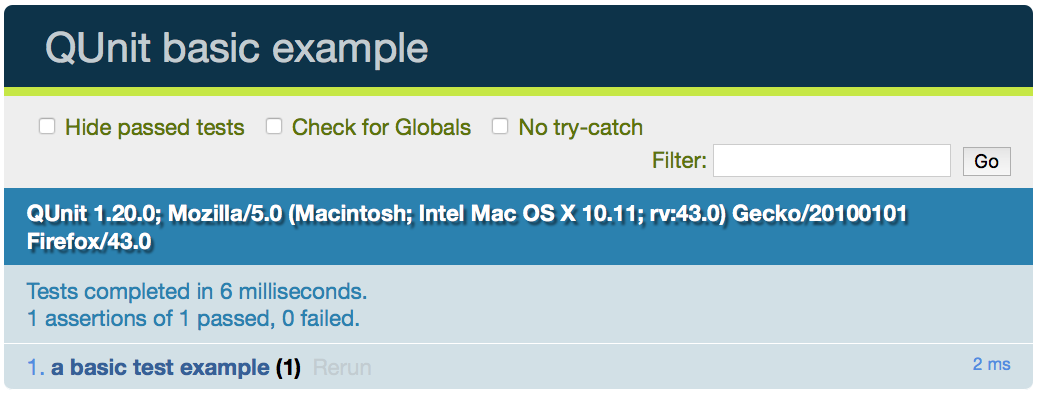 QUnit basic example
Hide passed tests Check for Globals No try-catch
Filter: Go
QUnit 1.20.0; Mozilla/5.0 (Macintosh; Intel Mac OS X 10.11; rv:43.0) Gecko/20100101
Firefox/43.0
Tests completed in 6 milliseconds.
1 assertions of 1 passed, 0 failed.
1. a basic test example (1) Rerun 2 ms